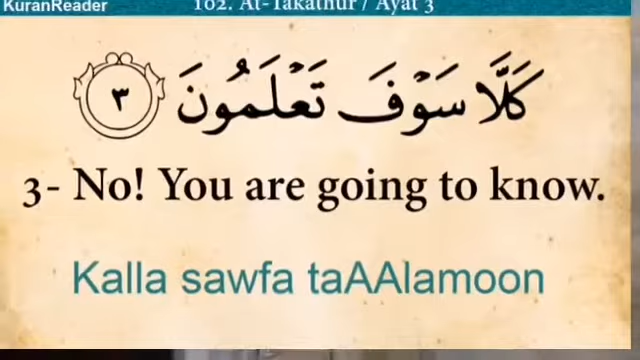 KuranReader
102. At-Takathur / Ayat 3
كَلَّا سَوْفَ تَعْلَمُونَ ٣
3- No! You are going to know.
Kalla sawfa taAAlamoon